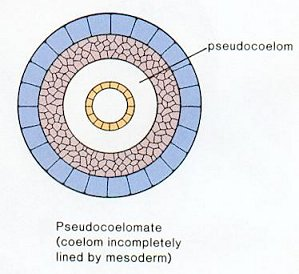 pseudocoelom
Pseudocoelomate
(coelom incompletely
lined by mesoderm)